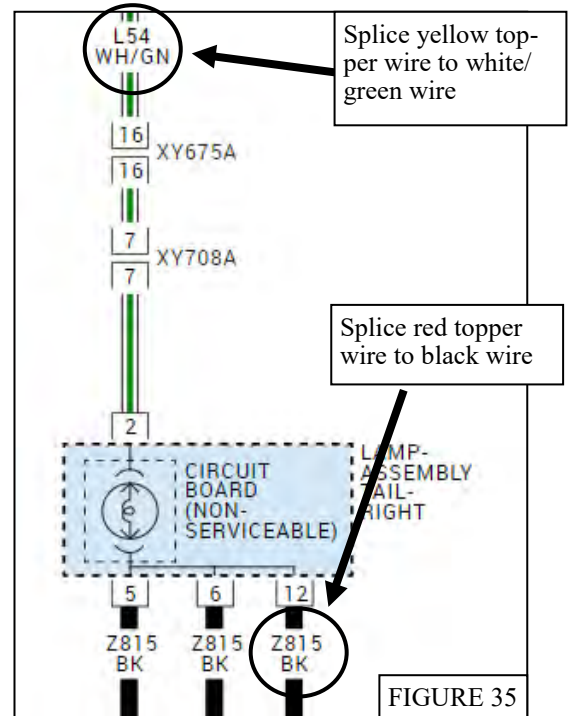 L54
WH/GN
Splice yellow top-
per wire to white/
green wire
16
XY675A
16
7
XY708A
7
Splice red topper
wire to black wire
2
CIRCUIT
BOARD
(NON-
SERVICEABLE)
LAMP-
ASSEMBLY
TAIL-
RIGHT
5 6 12
Z815 Z815 Z815
BK BK BK
FIGURE 35